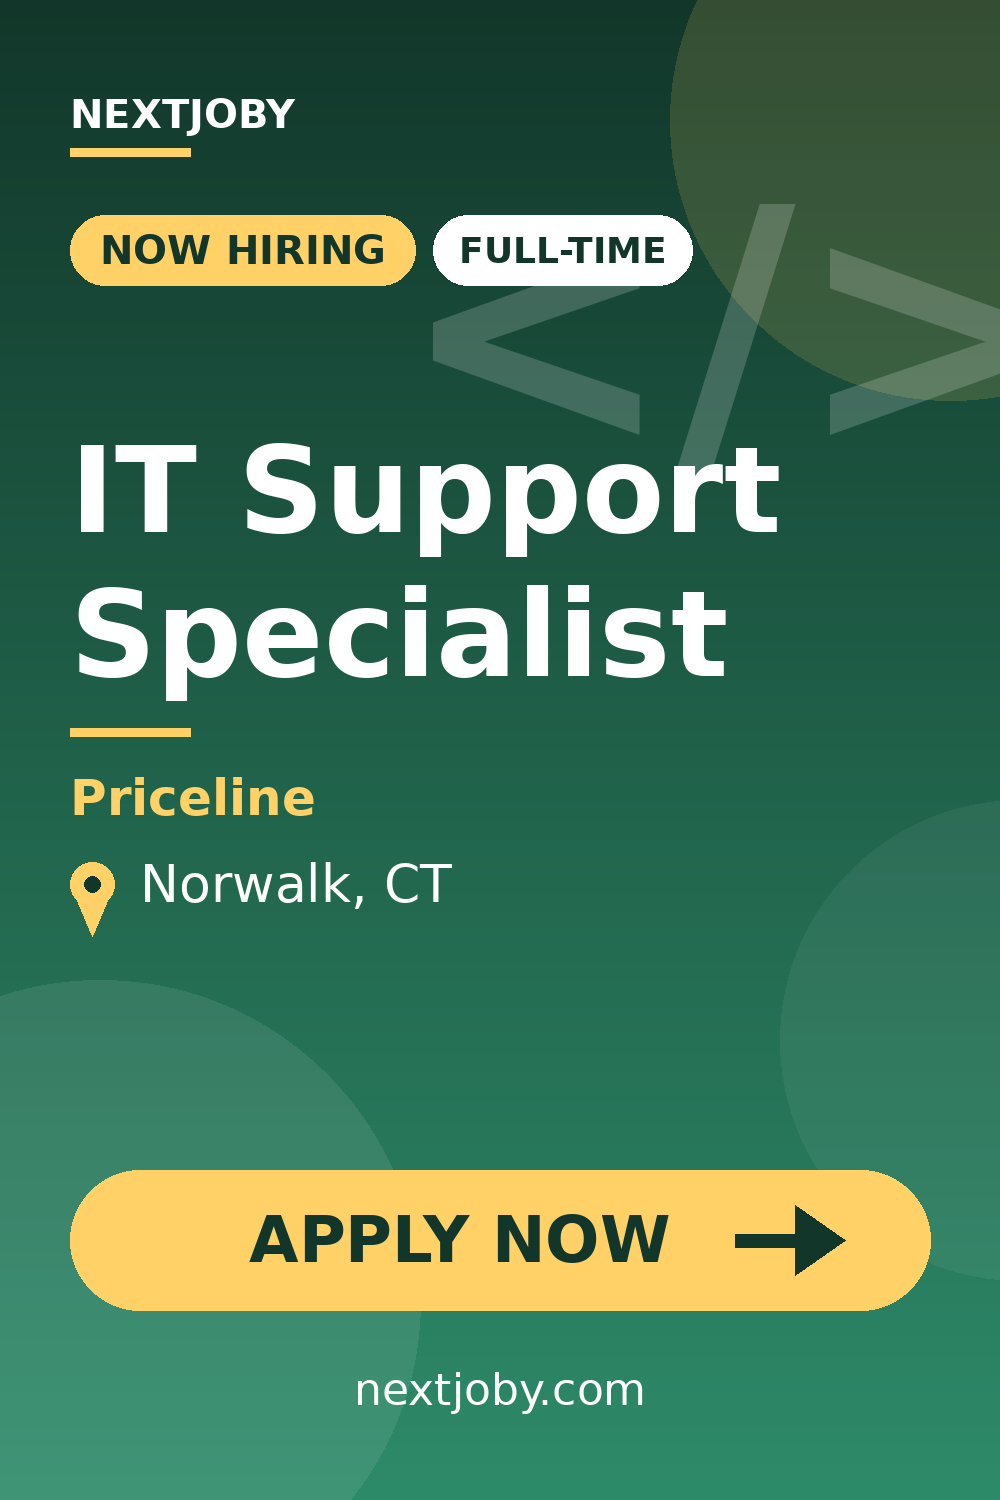 NEXTJOBY
NOW HIRING FULL-TIME
</>
IT Support
Specialist
Priceline
Norwalk, CT
APPLY NOW
nextjoby.com